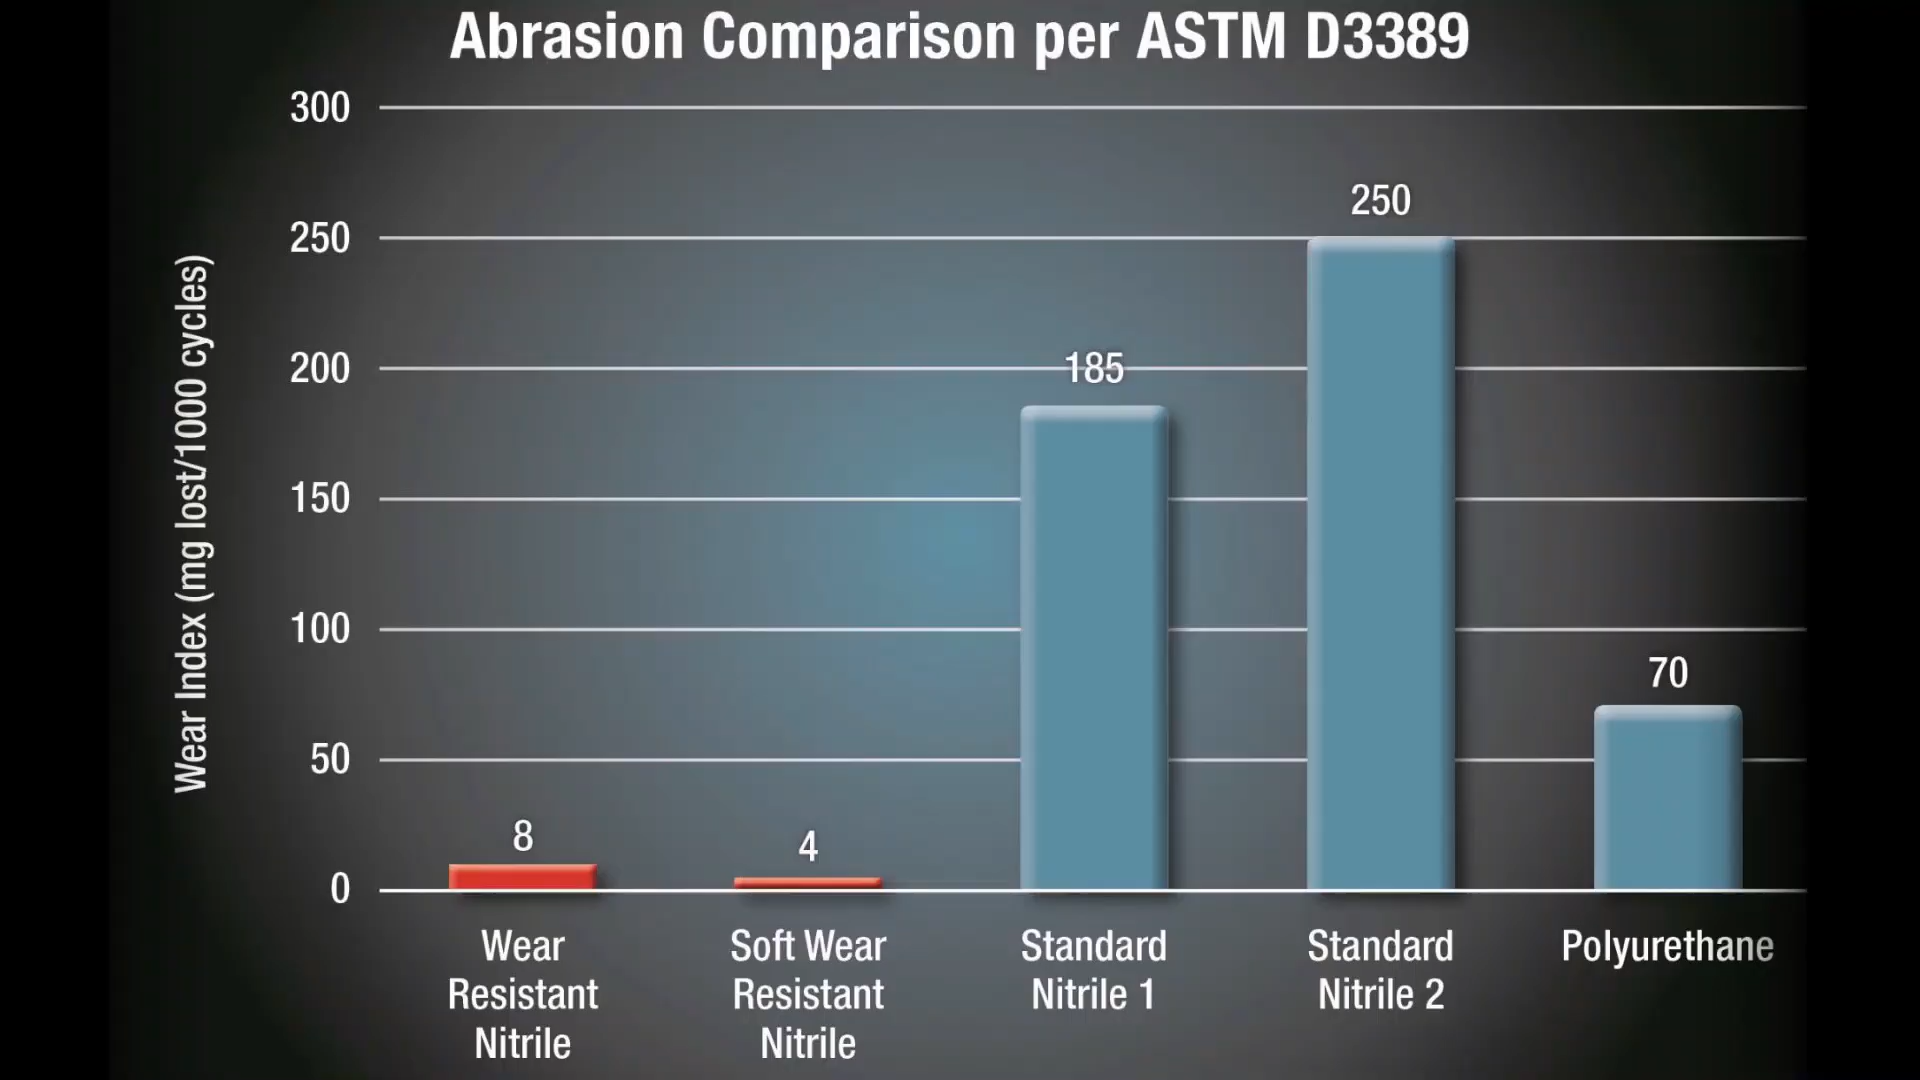 Abrasion Comparison per ASTM D3389
Wear Index (mg lost/1000 cycles)
300
250
200
150
100
50
0
8
4
185
250
70
Wear
Resistant
Nitrile
Soft Wear
Resistant
Nitrile
Standard
Nitrile 1
Standard
Nitrile 2
Polyurethane